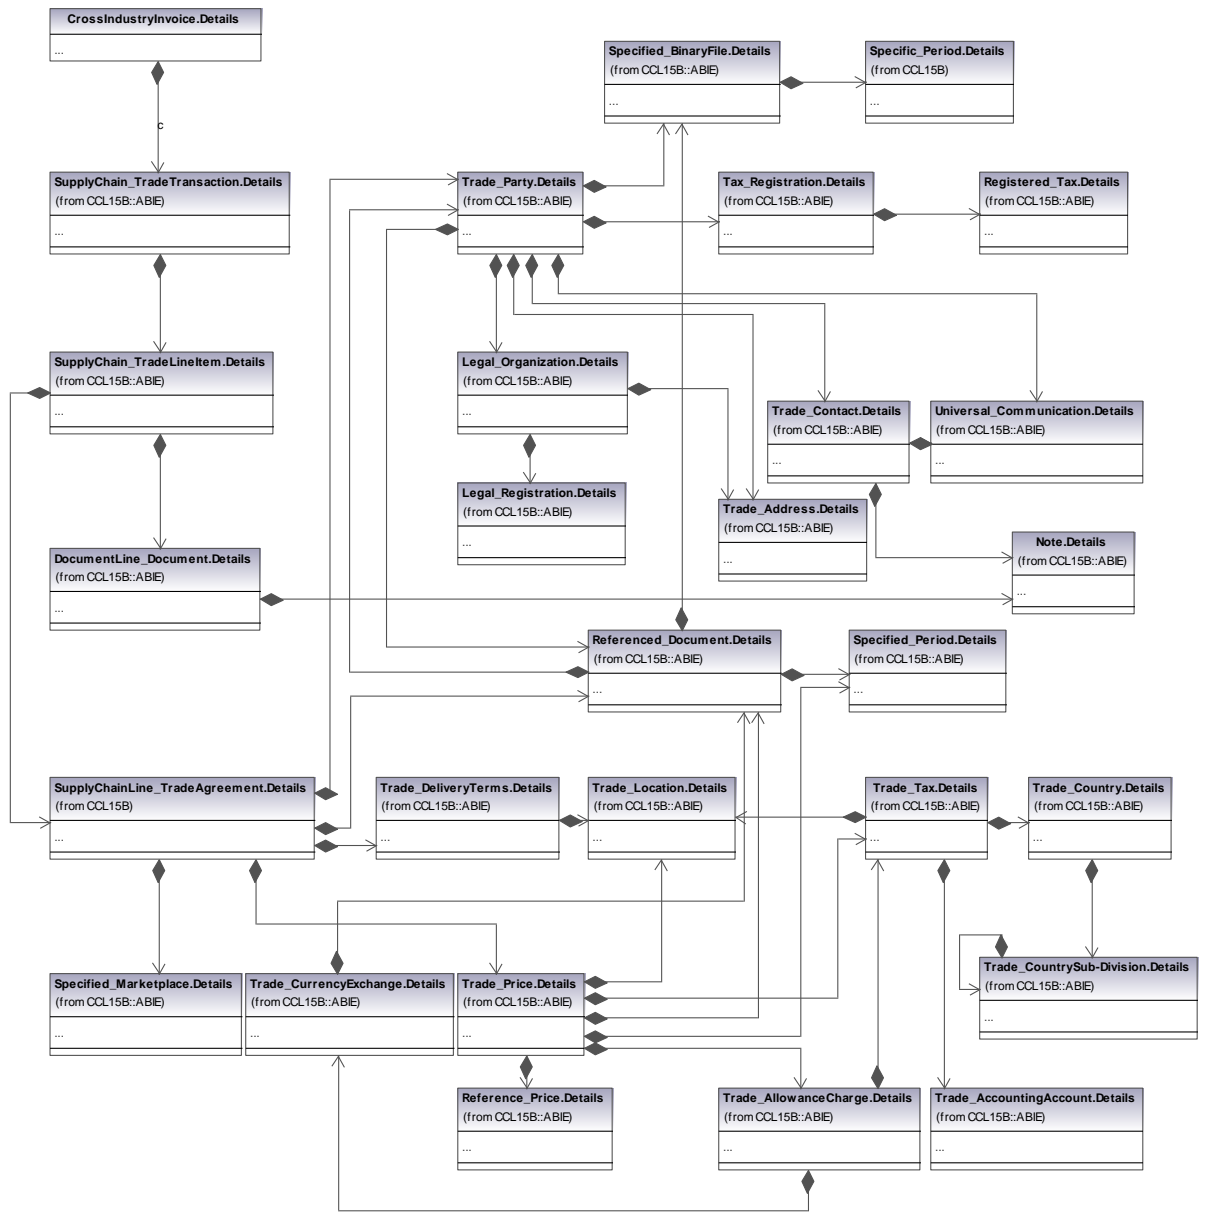 CrossIndustryInvoice.Details
...
C
Specified_BinaryFile.Details
(from CCL15B::ABIE)
...
Specific_Period.Details
(from CCL15B)
...
SupplyChain_TradeTransaction.Details
(from CCL15B::ABIE)
...
Trade_Party.Details
(from CCL15B::ABIE)
...
Tax_Registration.Details
(from CCL15B::ABIE)
...
Registered_Tax.Details
(from CCL15B::ABIE)
...
SupplyChain_TradeLineItem.Details
(from CCL15B::ABIE)
...
Legal_Organization.Details
(from CCL15B::ABIE)
...
Trade_Contact.Details
(from CCL15B::ABIE)
...
Universal_Communication.Details
(from CCL15B::ABIE)
...
Legal_Registration.Details
(from CCL15B::ABIE)
...
Trade_Address.Details
(from CCL15B::ABIE)
...
Note.Details
(from CCL15B::ABIE)
...
DocumentLine_Document.Details
(from CCL15B::ABIE)
...
Referenced_Document.Details
(from CCL15B::ABIE)
...
Specified_Period.Details
(from CCL15B::ABIE)
...
SupplyChainLine_TradeAgreement.Details
(from CCL15B)
...
Trade_DeliveryTerms.Details
(from CCL15B::ABIE)
...
Trade_Location.Details
(from CCL15B::ABIE)
...
Trade_Tax.Details
(from CCL15B::ABIE)
...
Trade_Country.Details
(from CCL15B::ABIE)
...
Trade_CountrySub-Division.Details
(from CCL15B::ABIE)
...
Specified_Marketplace.Details
(from CCL15B::ABIE)
...
Trade_CurrencyExchange.Details
(from CCL15B::ABIE)
...
Trade_Price.Details
(from CCL15B::ABIE)
...
Reference_Price.Details
(from CCL15B::ABIE)
...
Trade_AllowanceCharge.Details
(from CCL15B::ABIE)
...
Trade_AccountingAccount.Details
(from CCL15B::ABIE)
...